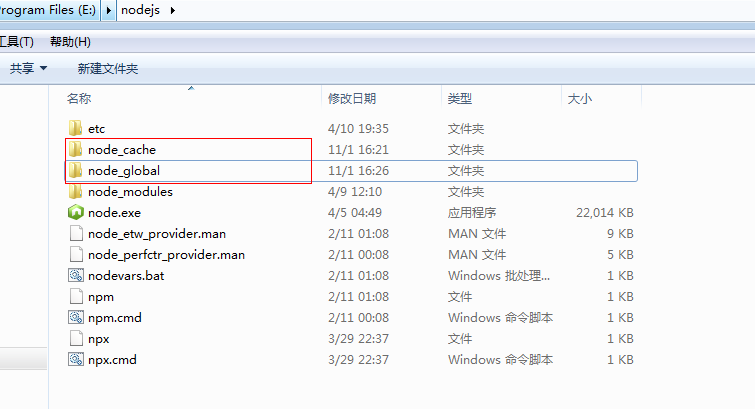 rogram Files (E:) ▸ nodejs ▸
工具(T) 帮助(H)
共享 ▼ 新建文件夹
名称 修改日期 类型 大小
etc 4/10 19:35 文件夹
node_cache 11/1 16:21 文件夹
node_global 11/1 16:26 文件夹
node_modules 4/9 12:10 文件夹
node.exe 4/5 04:49 应用程序 22,014 KB
node_etw_provider.man 2/11 01:08 MAN 文件 9 KB
node_perfctr_provider.man 2/11 00:08 MAN 文件 5 KB
nodevars.bat 2/11 01:08 Windows 批处理... 1 KB
npm 2/11 01:08 文件 1 KB
npm.cmd 2/11 00:08 Windows 命令脚本 1 KB
npx 3/29 22:37 文件 1 KB
npx.cmd 3/29 22:37 Windows 命令脚本 1 KB